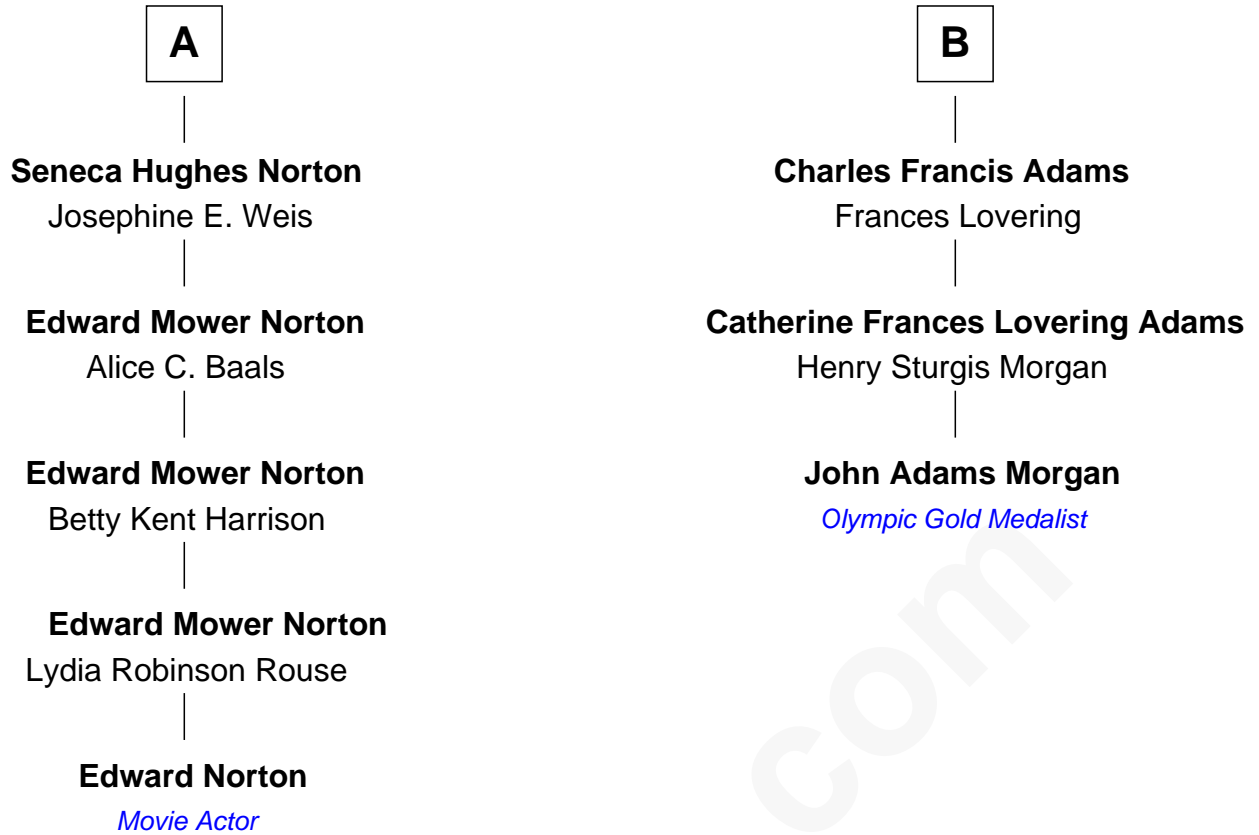 A
Seneca Hughes Norton
Josephine E. Weis
Edward Mower Norton
Alice C. Baals
Edward Mower Norton
Betty Kent Harrison
Edward Mower Norton
Lydia Robinson Rouse
Edward Norton
Movie Actor
B
Charles Francis Adams
Frances Lovering
Catherine Frances Lovering Adams
Henry Sturgis Morgan
John Adams Morgan
Olympic Gold Medalist
com